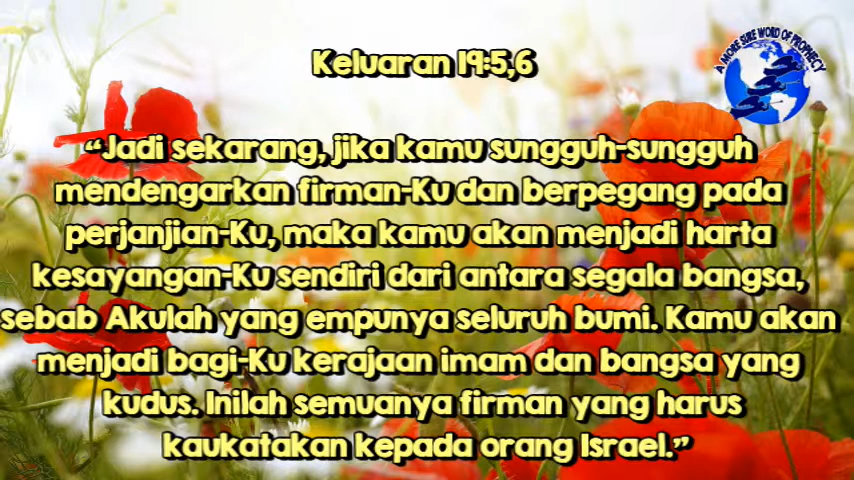 Keluaran 19:5,6
A MORE SURE WORD OF PROPHECY
“Jadi sekarang, jika kamu sungguh-sungguh
mendengarkan firman-Ku dan berpegang pada
perjanjian-Ku, maka kamu akan menjadi harta
kesayangan-Ku sendiri dari antara segala bangsa,
sebab Akulah yang empunya seluruh bumi. Kamu akan
menjadi bagi-Ku kerajaan imam dan bangsa yang
kudus. Inilah semuanya firman yang harus
kaukatakan kepada orang Israel.”